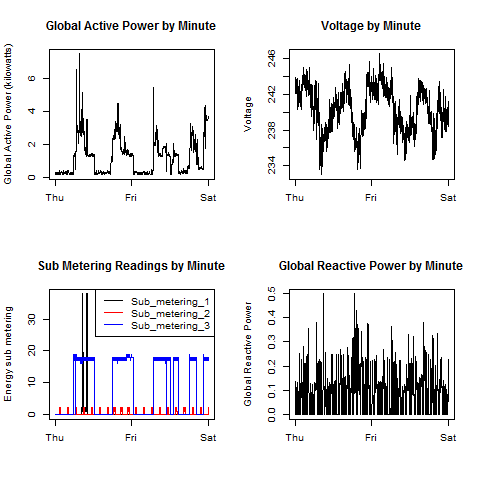 Global Active Power by Minute
Global Active Power (kilowatts)
0 2 4 6
Thu Fri Sat
Voltage by Minute
Voltage
234 238 242 246
Thu Fri Sat
Sub Metering Readings by Minute
Energy sub metering
0 10 20 30
Sub_metering_1
Sub_metering_2
Sub_metering_3
Thu Fri Sat
Global Reactive Power by Minute
Global Reactive Power
0.0 0.1 0.2 0.3 0.4 0.5
Thu Fri Sat